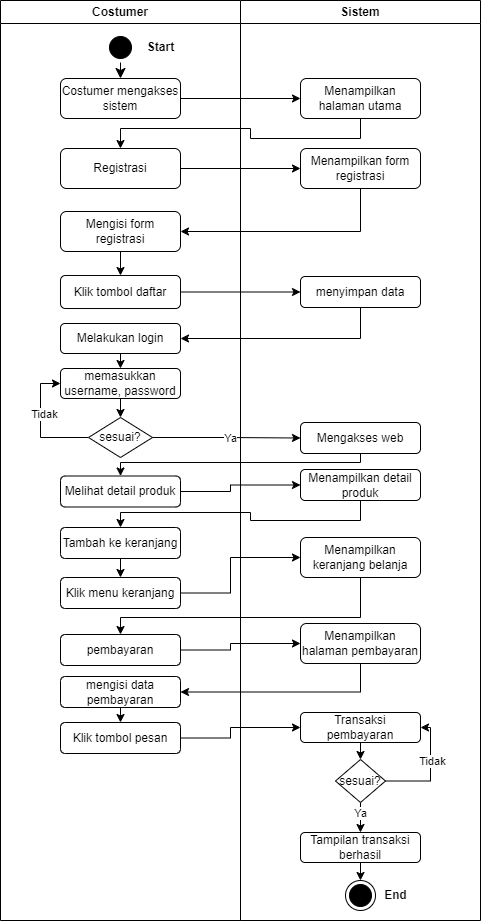 Costumer
Sistem
Start
Costumer mengakses
sistem
Menampilkan
halaman utama
Registrasi
Menampilkan form
registrasi
Mengisi form
registrasi
Klik tombol daftar
menyimpan data
Melakukan login
memasukkan
username, password
Tidak
sesuai?
Ya
Mengakses web
Melihat detail produk
Menampilkan detail
produk
Tambah ke keranjang
Klik menu keranjang
Menampilkan
keranjang belanja
pembayaran
Menampilkan
halaman pembayaran
mengisi data
pembayaran
Klik tombol pesan
Transaksi
pembayaran
Tidak
sesuai?
Ya
Tampilan transaksi
berhasil
End